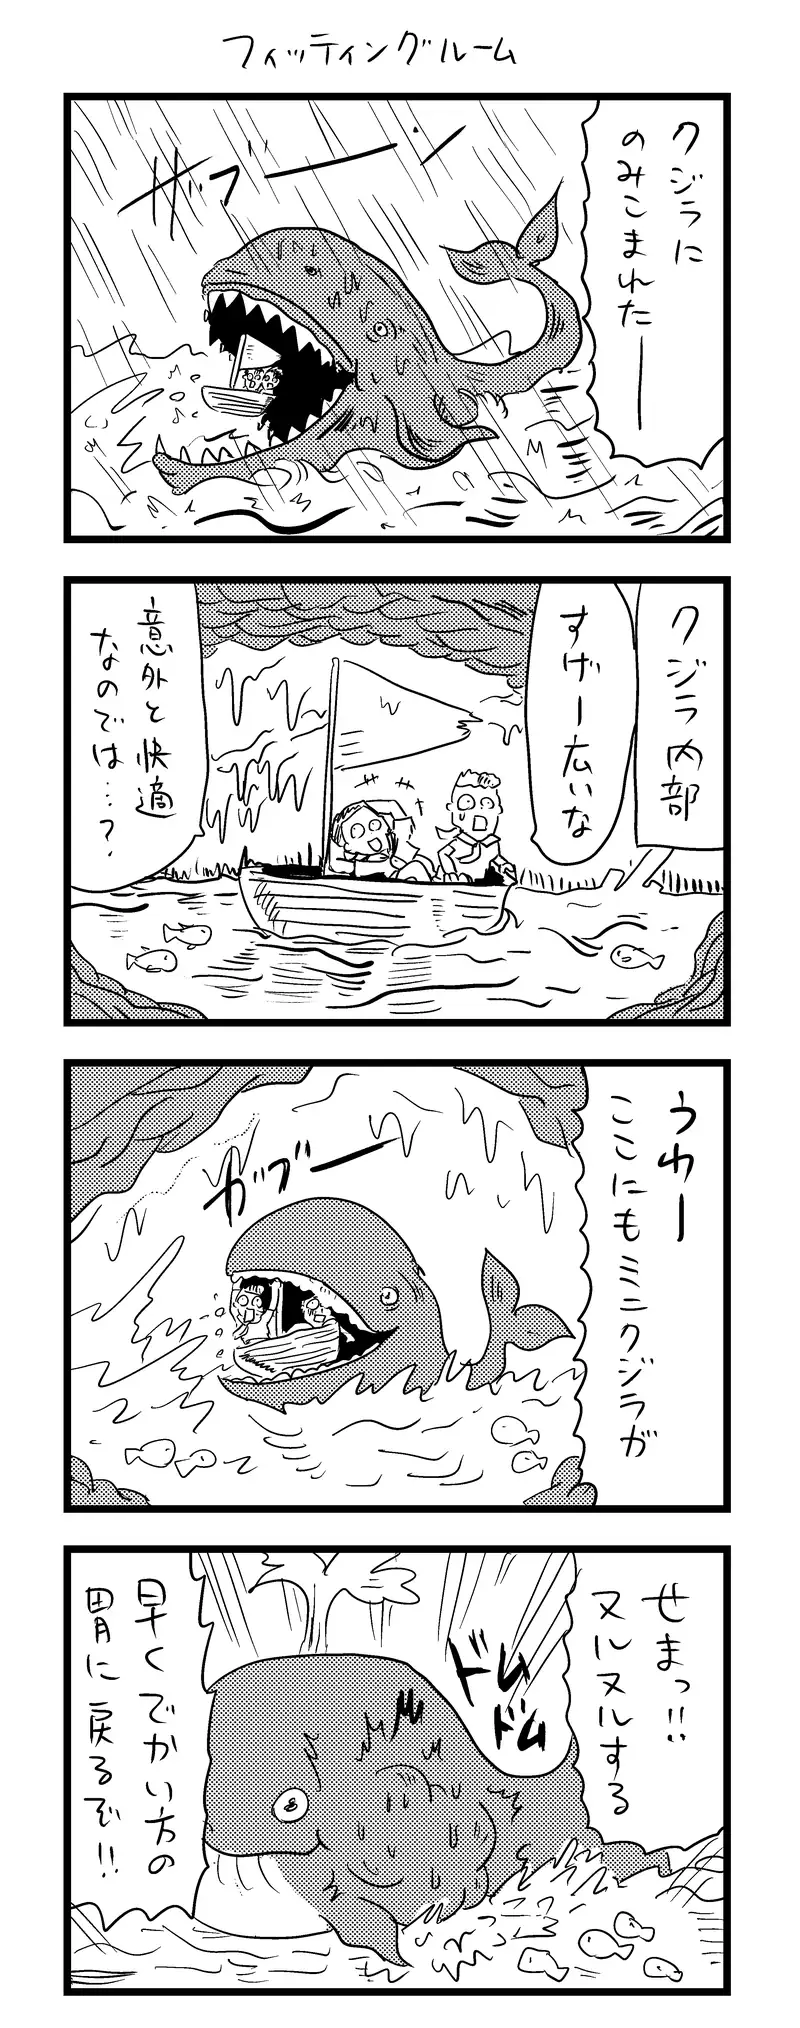 フィッティングルーム
クジラに
のみこまれたー
ザブーーン
クジラ内部
すげー広いな
意外と快適
なのでは…?
うわー
ここにもミニクジラが
ガブー
せまっ!!
ヌルヌルする
ドム
ドム
早くでかい方の
胃に戻るぞ!!